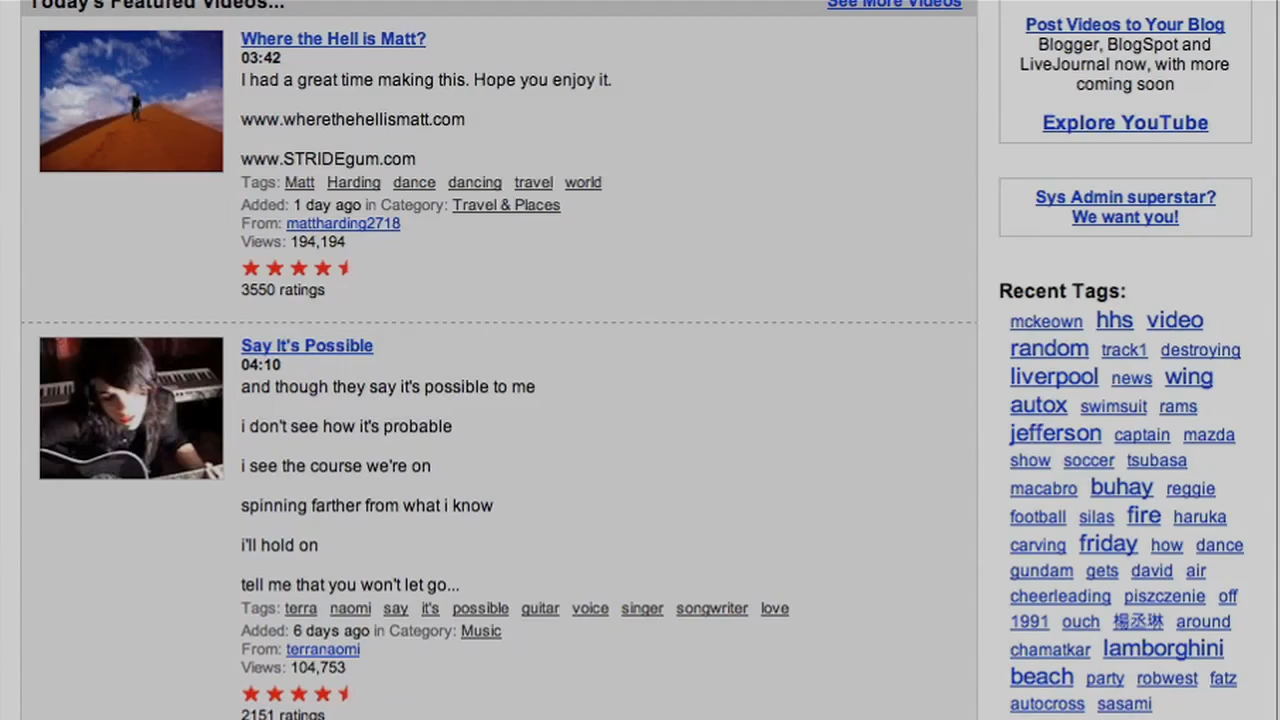 Today's Featured Videos...
See More Videos
Where the Hell is Matt?
03:42
I had a great time making this. Hope you enjoy it.
www.wherethehellismatt.com
www.STRIDEgum.com
Tags: Matt Harding dance dancing travel world
Added: 1 day ago in Category: Travel & Places
From: mattharding2718
Views: 194,194
3550 ratings
Say It's Possible
04:10
and though they say it's possible to me
i don't see how it's probable
i see the course we're on
spinning farther from what i know
i'll hold on
tell me that you won't let go...
Tags: terra naomi say it's possible guitar voice singer songwriter love
Added: 6 days ago in Category: Music
From: terranaomi
Views: 104,753
2151 ratings
Post Videos to Your Blog
Blogger, BlogSpot and
LiveJournal now, with more
coming soon
Explore YouTube
Sys Admin superstar?
We want you!
Recent Tags:
mckeown hhs video
random track1 destroying
liverpool news wing
autox swimsuit rams
jefferson captain mazda
show soccer tsubasa
macabro buhay reggie
football silas fire haruka
carving friday how dance
gundam gets david air
cheerleading piszczenie off
1991 ouch 楊丞琳 around
chamatkar lamborghini
beach party robwest fatz
autocross sasami